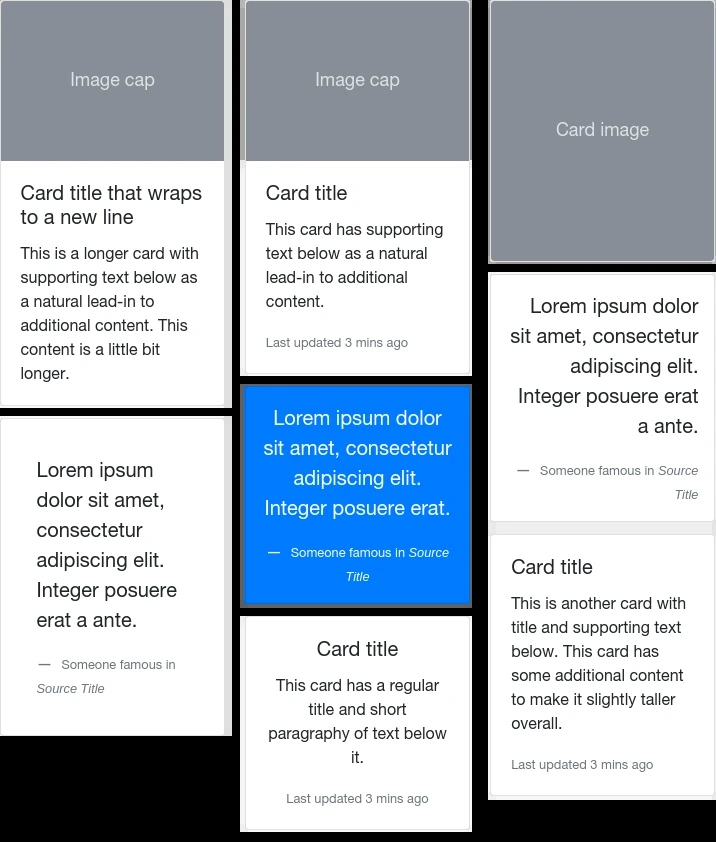 Image cap
Card title that wraps
to a new line
This is a longer card with
supporting text below as
a natural lead-in to
additional content. This
content is a little bit
longer.
Lorem ipsum
dolor sit amet,
consectetur
adipiscing elit.
Integer posuere
erat a ante.
— Someone famous in
Source Title
Image cap
Card title
This card has supporting
text below as a natural
lead-in to additional
content.
Last updated 3 mins ago
Lorem ipsum dolor
sit amet, consectetur
adipiscing elit.
Integer posuere erat.
— Someone famous in Source
Title
Card title
This card has a regular
title and short
paragraph of text below
it.
Last updated 3 mins ago
Card image
Lorem ipsum dolor
sit amet, consectetur
adipiscing elit.
Integer posuere erat
a ante.
— Someone famous in Source
Title
Card title
This is another card with
title and supporting text
below. This card has
some additional content
to make it slightly taller
overall.
Last updated 3 mins ago